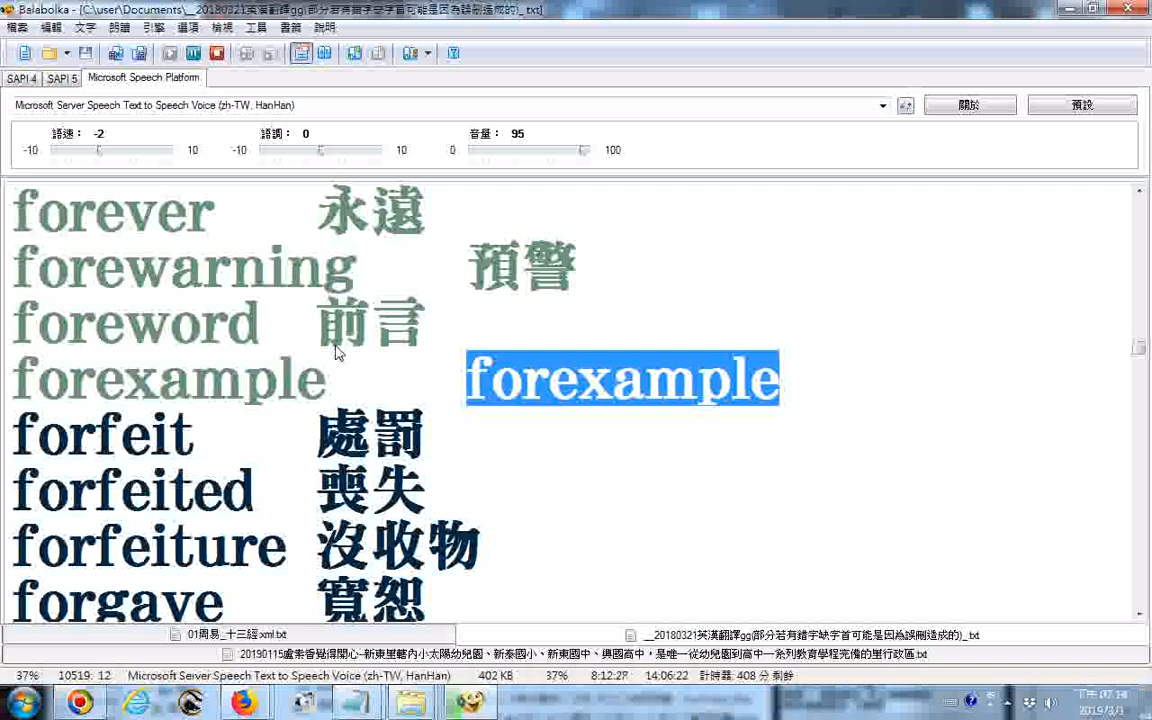 Balabolka - [C:\user\Documents\__20180321英漢翻譯gg(部分若有錯字缺字首可能是因為誤刪造成的)_.txt]
檔案 編輯 文字 朗讀 引擎 選項 檢視 工具 書籤 說明
SAPI 4 SAPI 5 Microsoft Speech Platform
Microsoft Server Speech Text to Speech Voice (zh-TW, HanHan) 關於 預設
語速： -2 語調： 0 音量： 95
-10 10 -10 10 0 100
forever 永遠
forewarning 預警
foreword 前言
forexample forexample
forfeit 處罰
forfeited 喪失
forfeiture 沒收物
forgave 寬恕
01周易_十三經.xml.txt __20180321英漢翻譯gg(部分若有錯字缺字首可能是因為誤刪造成的)_.txt
20190115盧素香覺得開心-新東里轄內小太陽幼兒園、新泰國小、新東國中、興國高中，是唯一從幼兒園到高中一系列教育學程完備的里行政區.txt
37% 10519: 12 Microsoft Server Speech Text to Speech Voice (zh-TW, HanHan) 402 KB 37% 8:12:28 14:06:22 計時器: 408 分 剩餘
2019/3/1